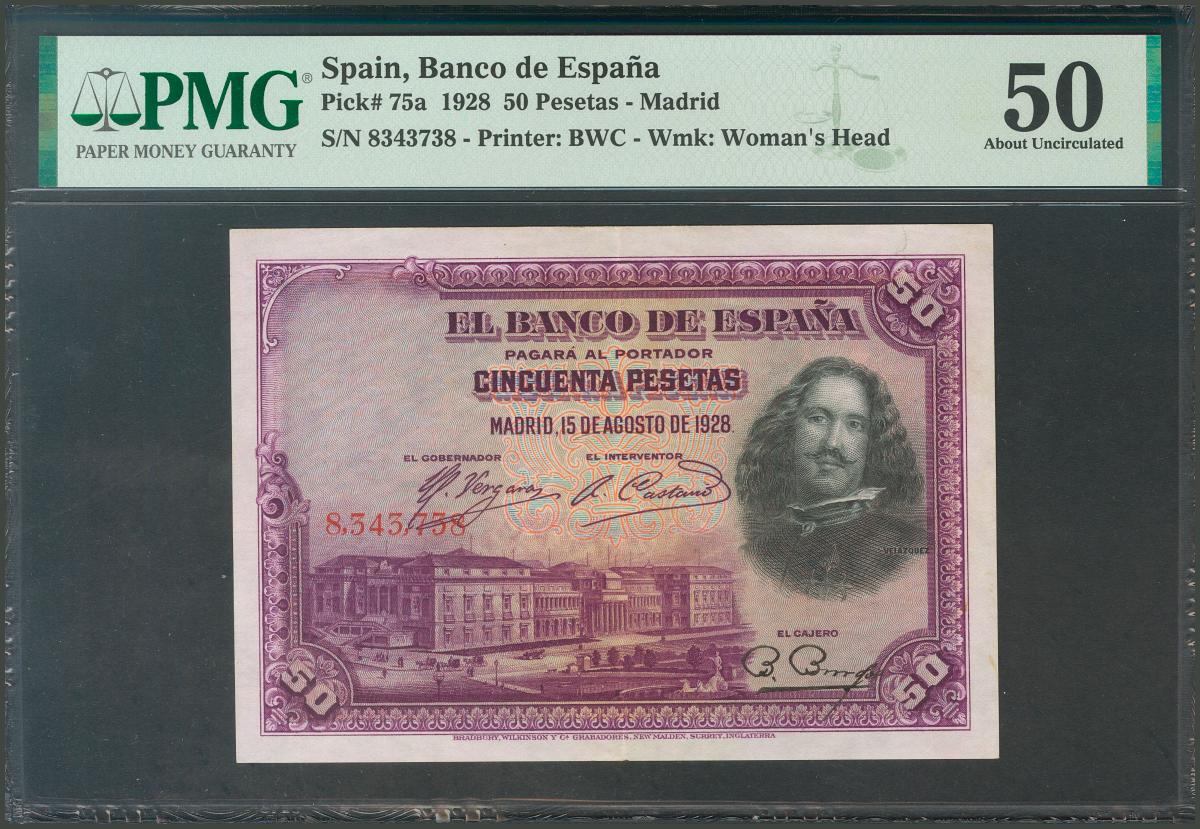 PMG®
PAPER MONEY GUARANTY
Spain, Banco de España
Pick# 75a 1928 50 Pesetas - Madrid
S/N 8343738 - Printer: BWC - Wmk: Woman's Head
50
About Uncirculated
50
EL BANCO DE ESPAÑA
PAGARÁ AL PORTADOR
CINCUENTA PESETAS
MADRID, 15 DE AGOSTO DE 1928.
EL GOBERNADOR EL INTERVENTOR
Vergara C. Castaño
8,343,738
VELAZQUEZ
EL CAJERO
50
50
BRADBURY, WILKINSON Y Cª GRABADORES, NEW MALDEN, SURREY, INGLATERRA